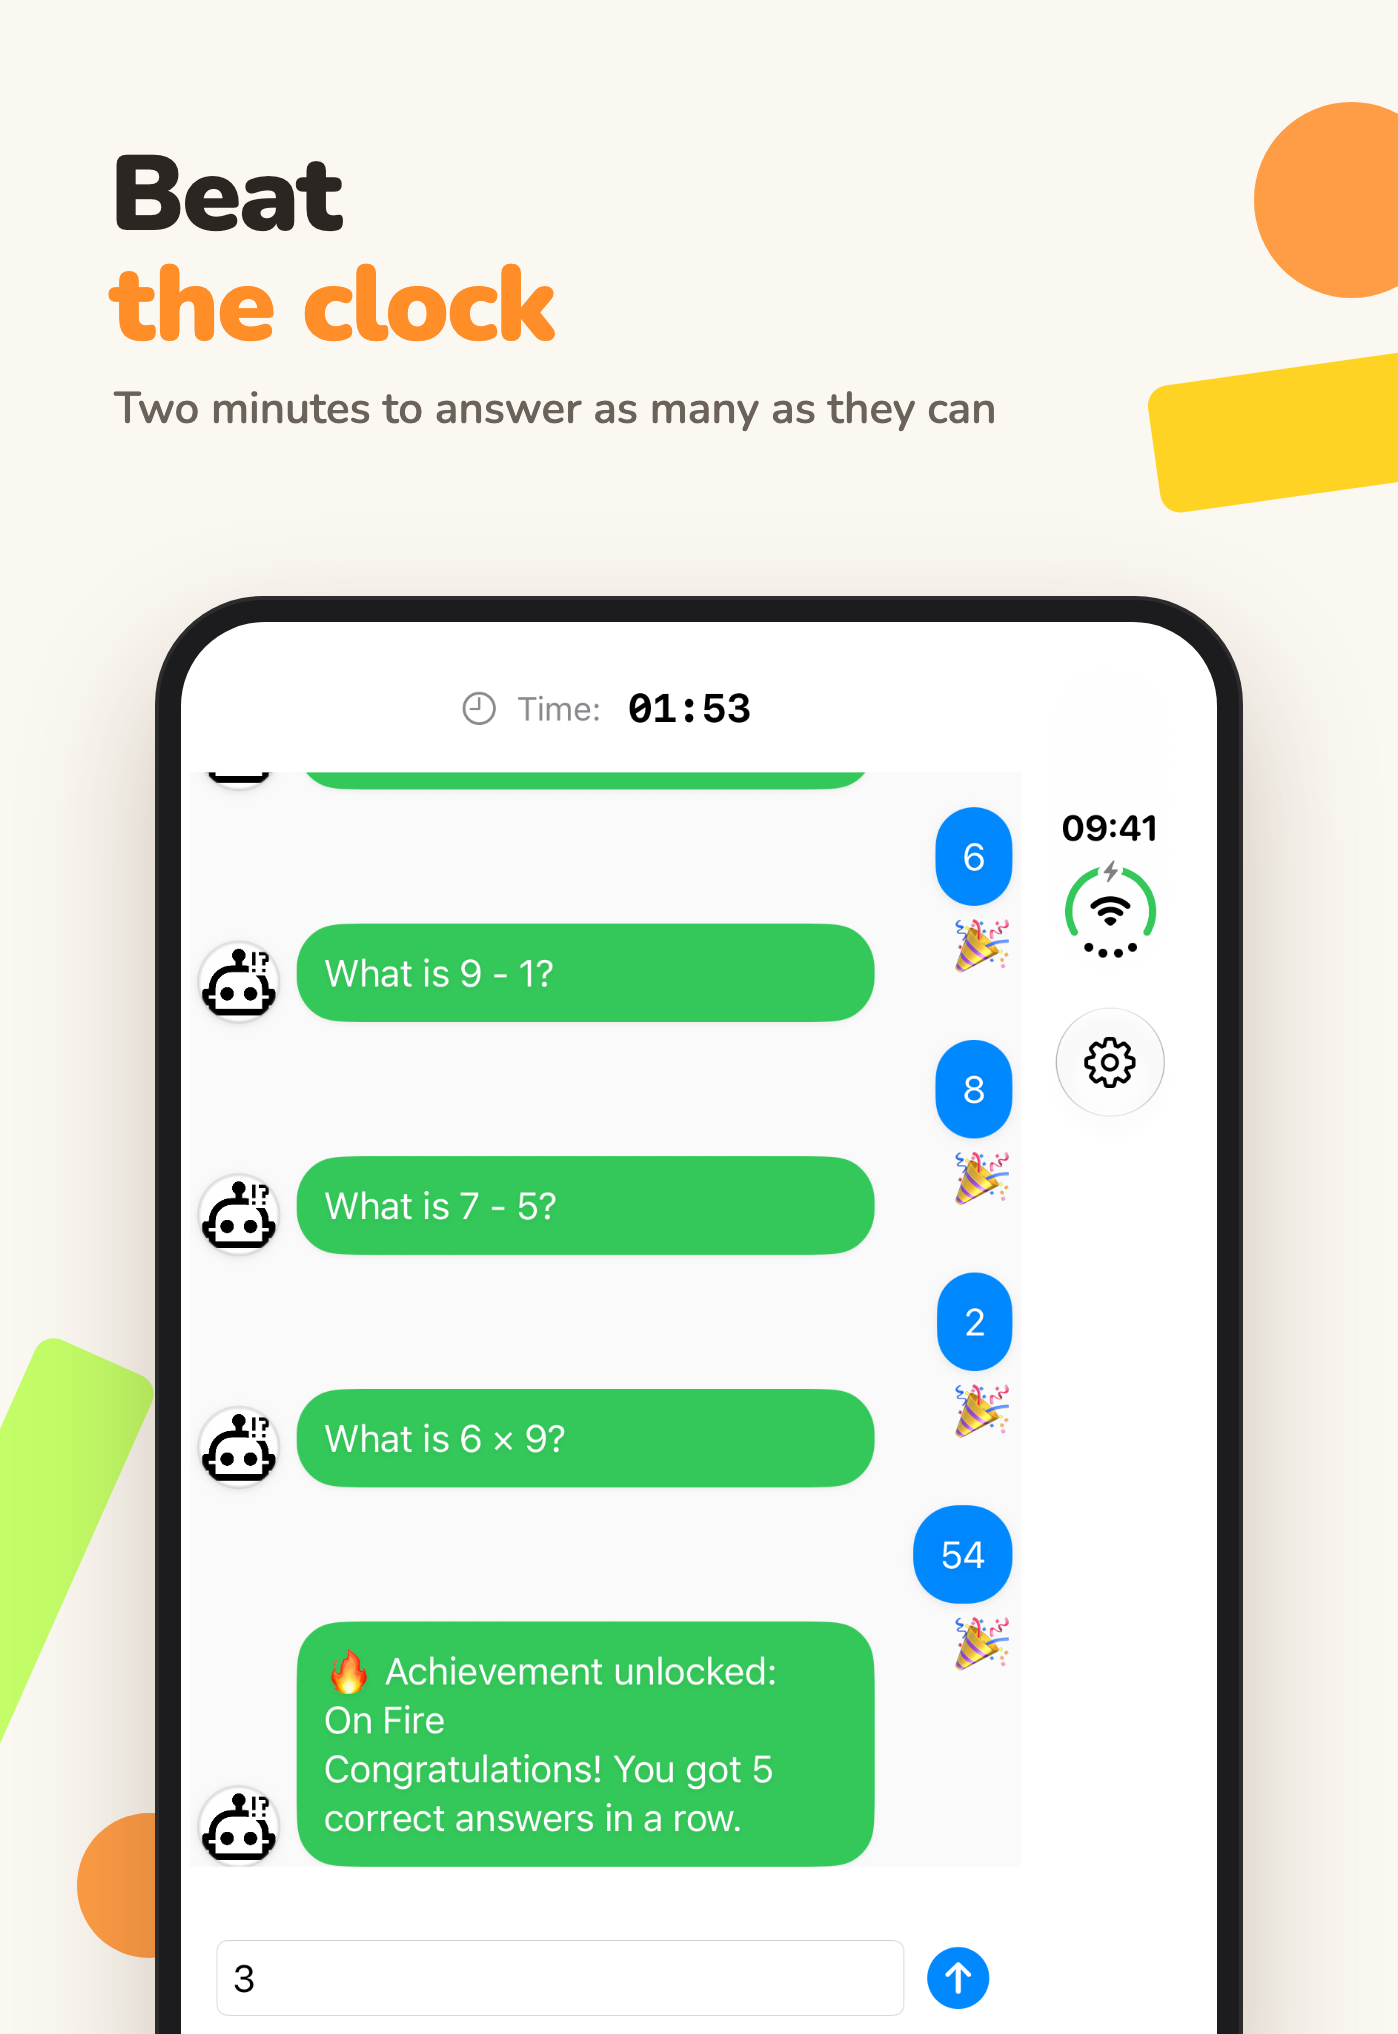 Beat
the clock
Two minutes to answer as many as they can
Time: 01:53
09:41
6
🎉
What is 9 - 1?
8
🎉
What is 7 - 5?
2
🎉
What is 6 × 9?
54
🎉
🔥 Achievement unlocked:
On Fire
Congratulations! You got 5
correct answers in a row.
3